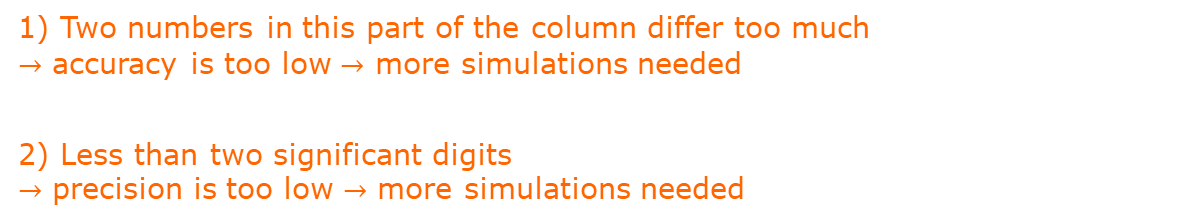 1) Two numbers in this part of the column differ too much
→ accuracy is too low → more simulations needed
2) Less than two significant digits
→ precision is too low → more simulations needed